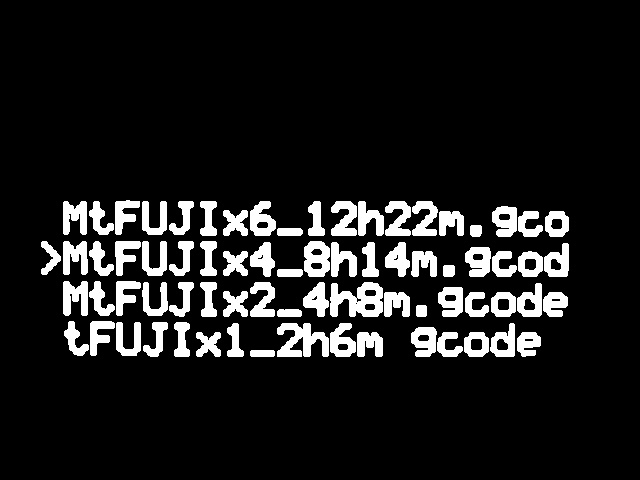 MtFUJIx6_12h22m.gco
>MtFUJIx4_8h14m.gcod
MtFUJIx2_4h8m.gcode
tFUJIx1_2h6m gcode